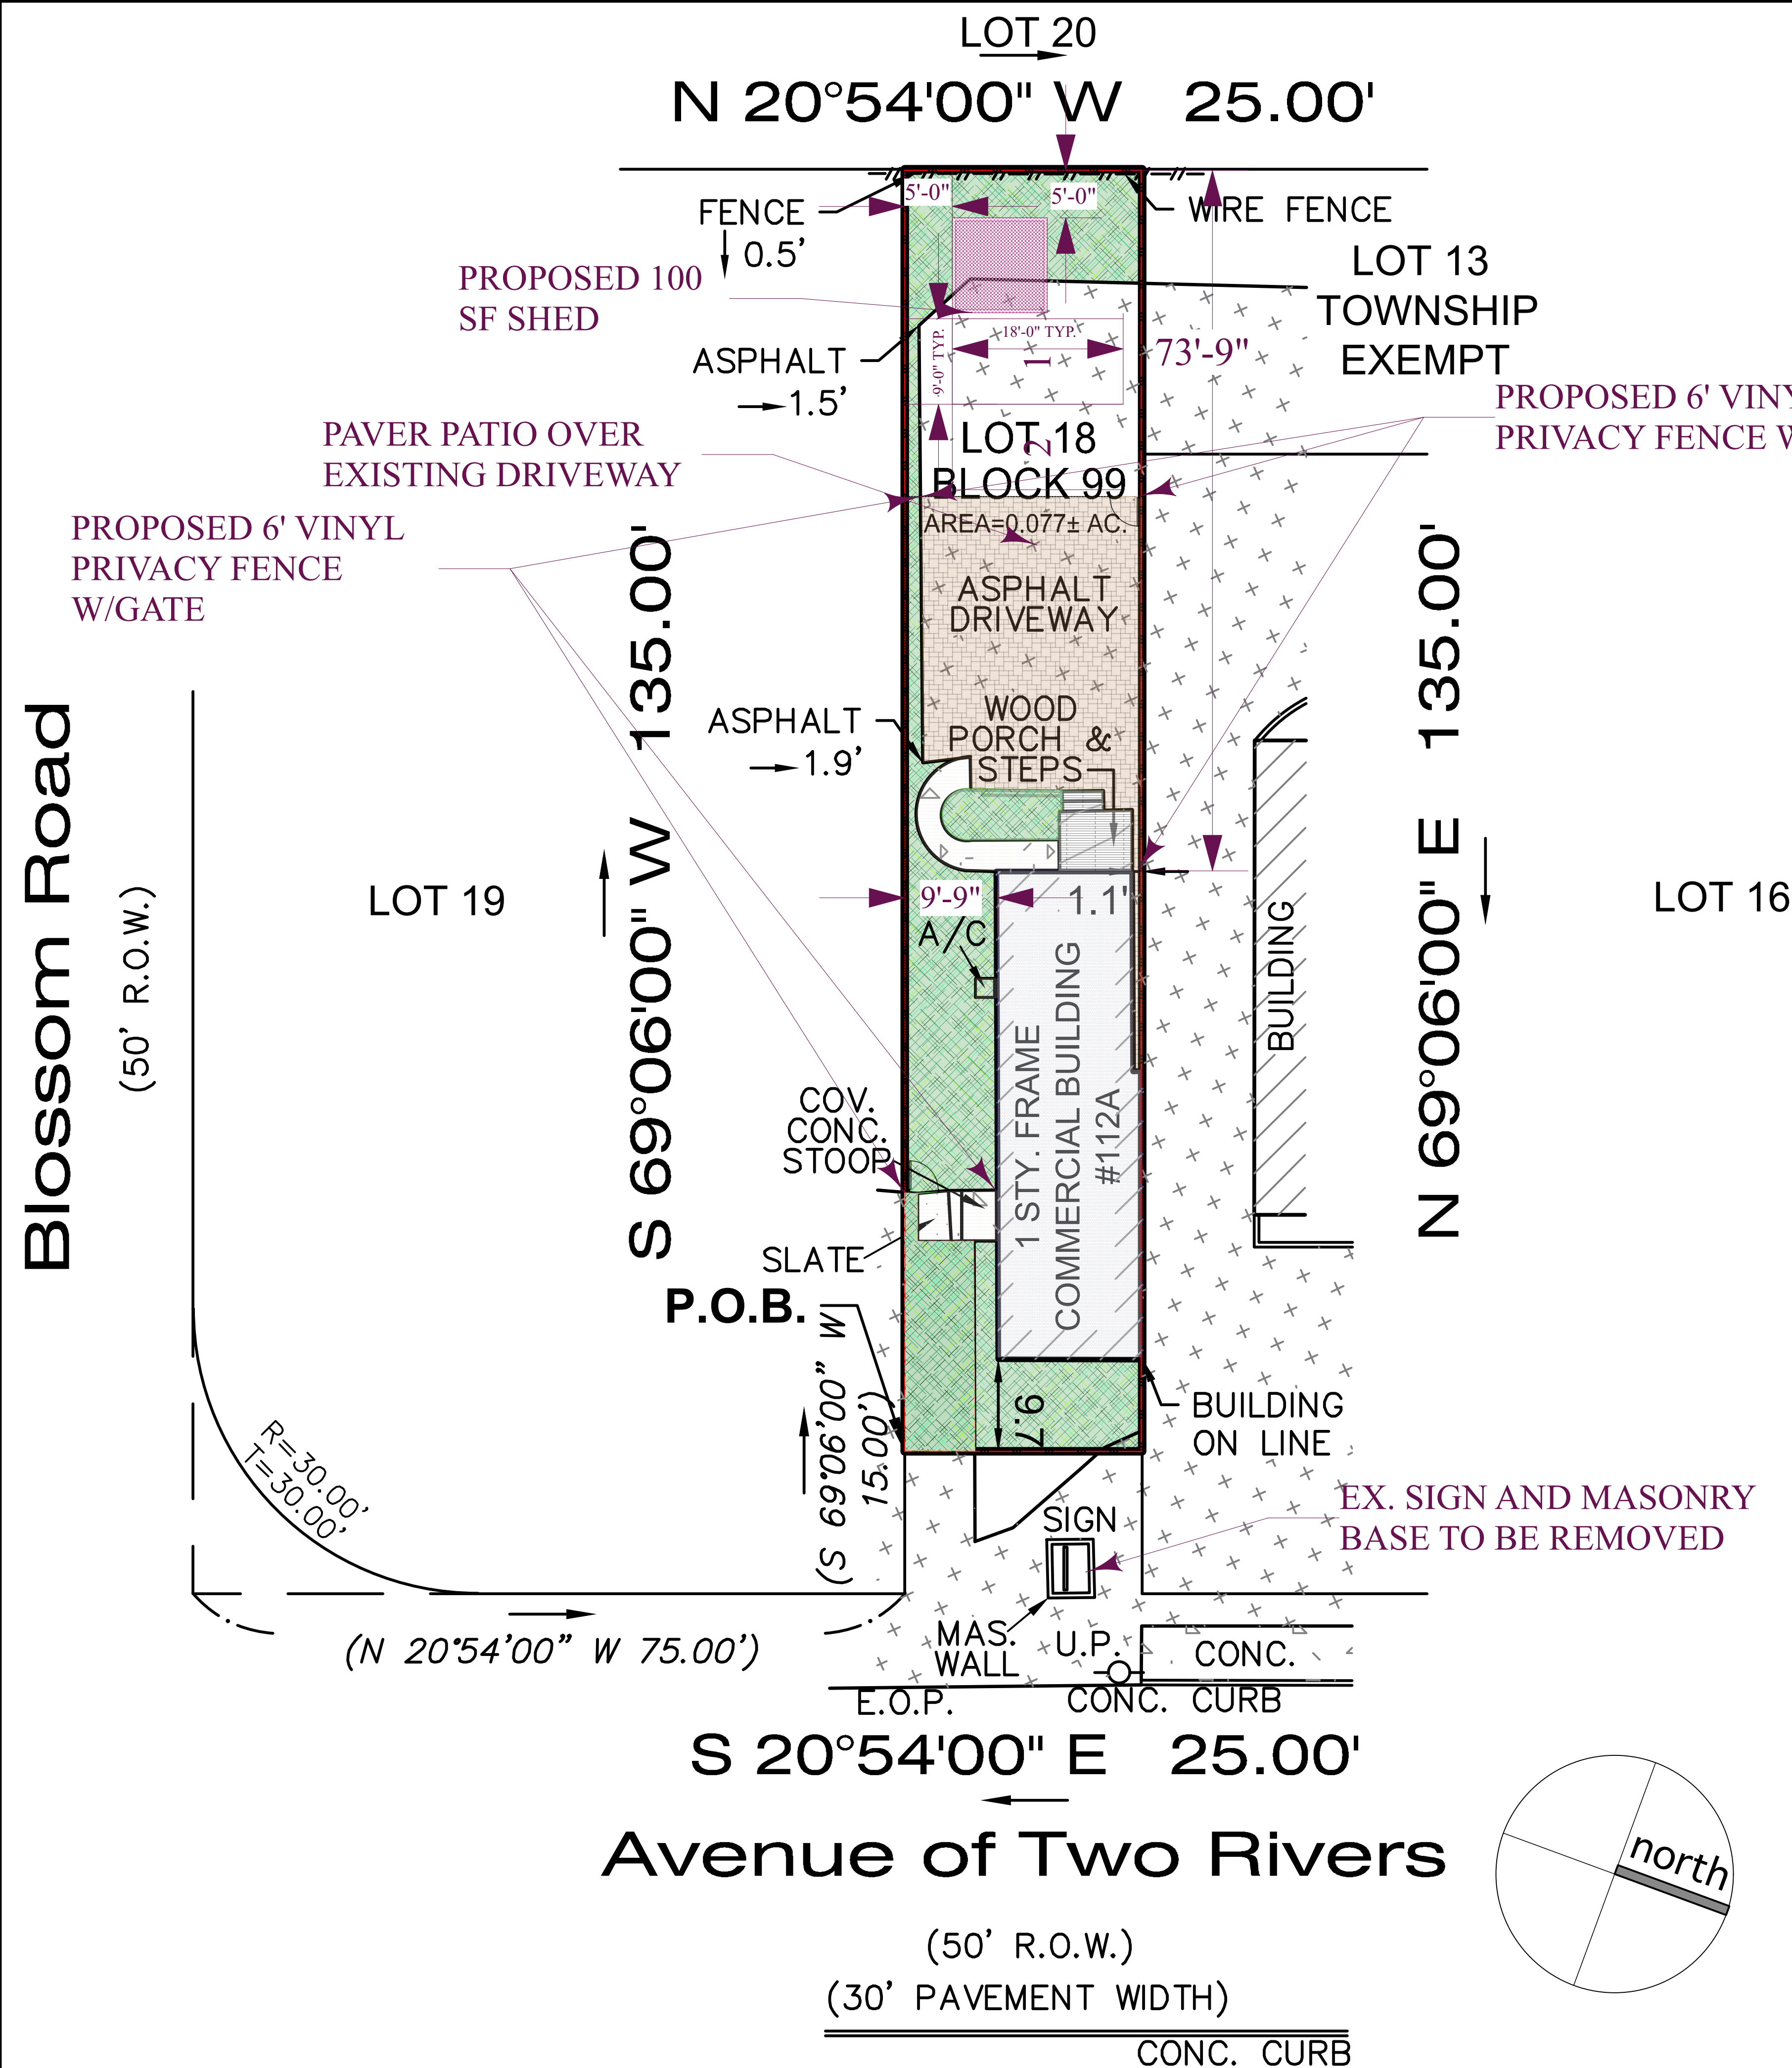 LOT 20
N 20°54'00" W 25.00'
5'-0"
5'-0"
FENCE
0.5'
WIRE FENCE
PROPOSED 100
SF SHED
LOT 13
TOWNSHIP
EXEMPT
ASPHALT
1.5'
9'-0" TYP.
18'-0" TYP.
1
73'-9"
PROPOSED 6' VINY
PRIVACY FENCE W
PAVER PATIO OVER
EXISTING DRIVEWAY
2
LOT 18
BLOCK 99
AREA=0.077± AC.
PROPOSED 6' VINYL
PRIVACY FENCE
W/GATE
ASPHALT
DRIVEWAY
S 69°06'00" W 135.00'
N 69°06'00" E 135.00'
Blossom Road
(50' R.O.W.)
ASPHALT
1.9'
WOOD
PORCH &
STEPS
LOT 19
LOT 16
9'-9"
1.1'
A/C
BUILDING
1 STY. FRAME
COMMERCIAL BUILDING
#112A
COV.
CONC.
STOOP
SLATE
P.O.B.
(S 69°06'00" W
15.00')
9.7
BUILDING
ON LINE
R=30.00'
T=30.00'
EX. SIGN AND MASONRY
BASE TO BE REMOVED
SIGN
(N 20°54'00" W 75.00')
MAS.
WALL
U.P.
CONC.
E.O.P.
CONC. CURB
S 20°54'00" E 25.00'
Avenue of Two Rivers
north
(50' R.O.W.)
(30' PAVEMENT WIDTH)
CONC. CURB